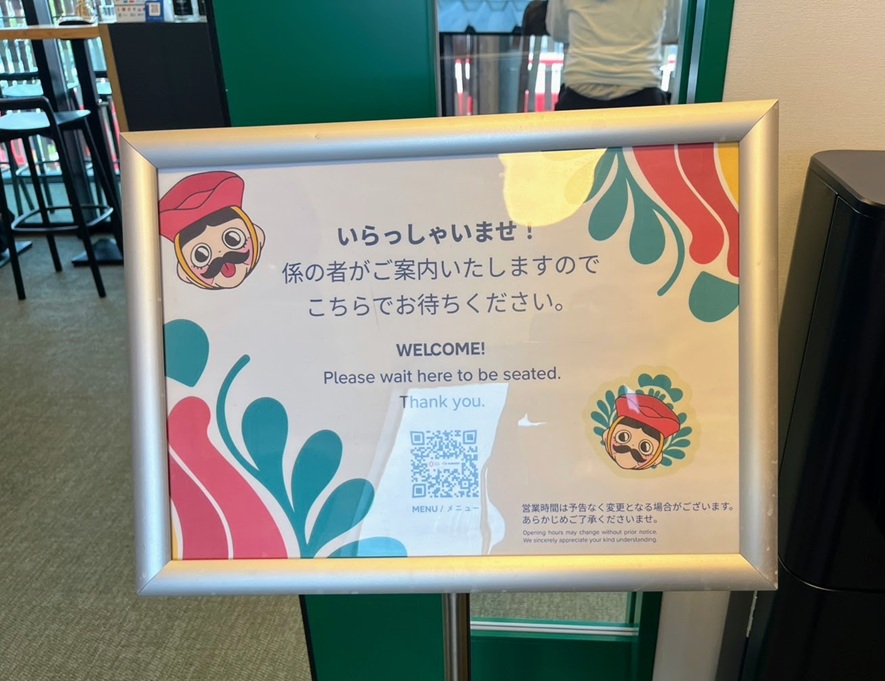 いらっしゃいませ！
係の者がご案内いたしますので
こちらでお待ちください。
WELCOME!
Please wait here to be seated.
Thank you.
MENU / メニュー
営業時間は予告なく変更となる場合がございます。
あらかじめご了承くださいませ。
Opening hours may change without prior notice.
We sincerely appreciate your kind understanding.